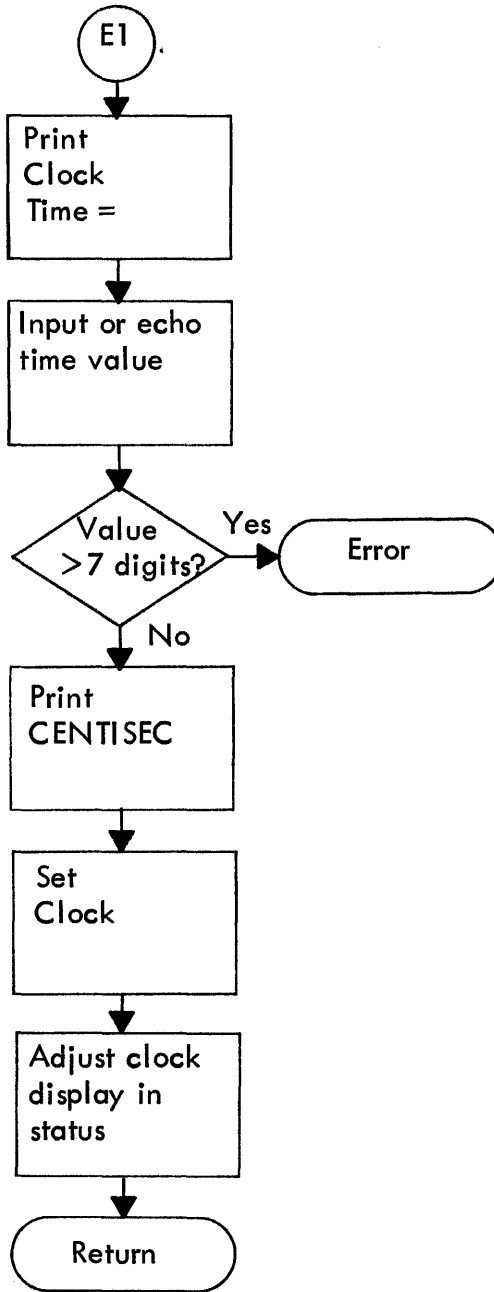 E1
Print
Clock
Time =
Input or echo
time value
Value
>7 digits?
Yes
Error
No
Print
CENTISEC
Set
Clock
Adjust clock
display in
status
Return